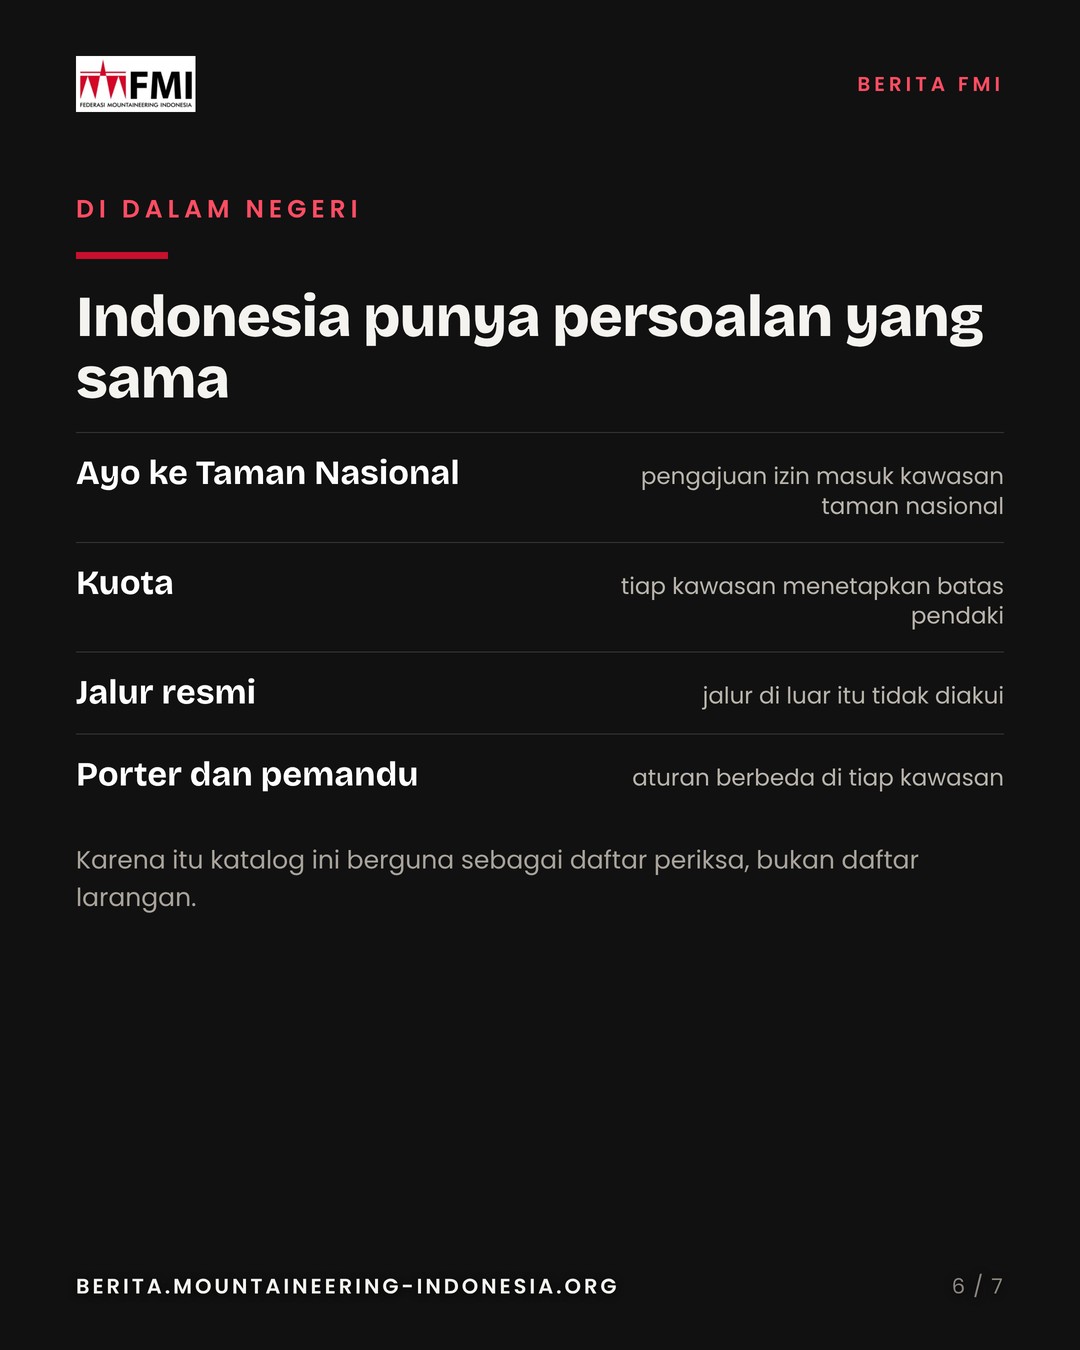 FMI
FEDERASI MOUNTAINEERING INDONESIA
BERITA FMI
DI DALAM NEGERI
Indonesia punya persoalan yang
sama
Ayo ke Taman Nasional
pengajuan izin masuk kawasan
taman nasional
Kuota
tiap kawasan menetapkan batas
pendaki
Jalur resmi
jalur di luar itu tidak diakui
Porter dan pemandu
aturan berbeda di tiap kawasan
Karena itu katalog ini berguna sebagai daftar periksa, bukan daftar
larangan.
BERITA.MOUNTAINEERING-INDONESIA.ORG
6 / 7